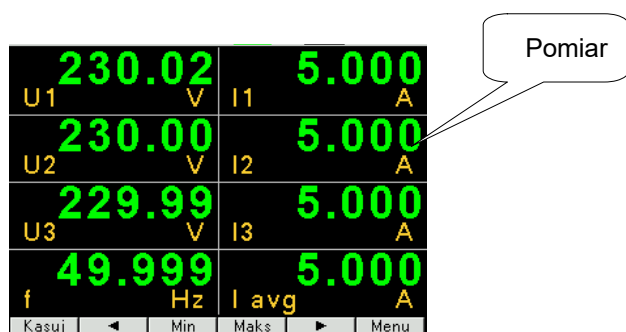 Pomiar
230.02 5.000
U1 V I1 A
230.00 5.000
U2 V I2 A
229.99 5.000
U3 V I3 A
49.999 5.000
f Hz I avg A
Kasuj ◄ Min Maks ► Menu